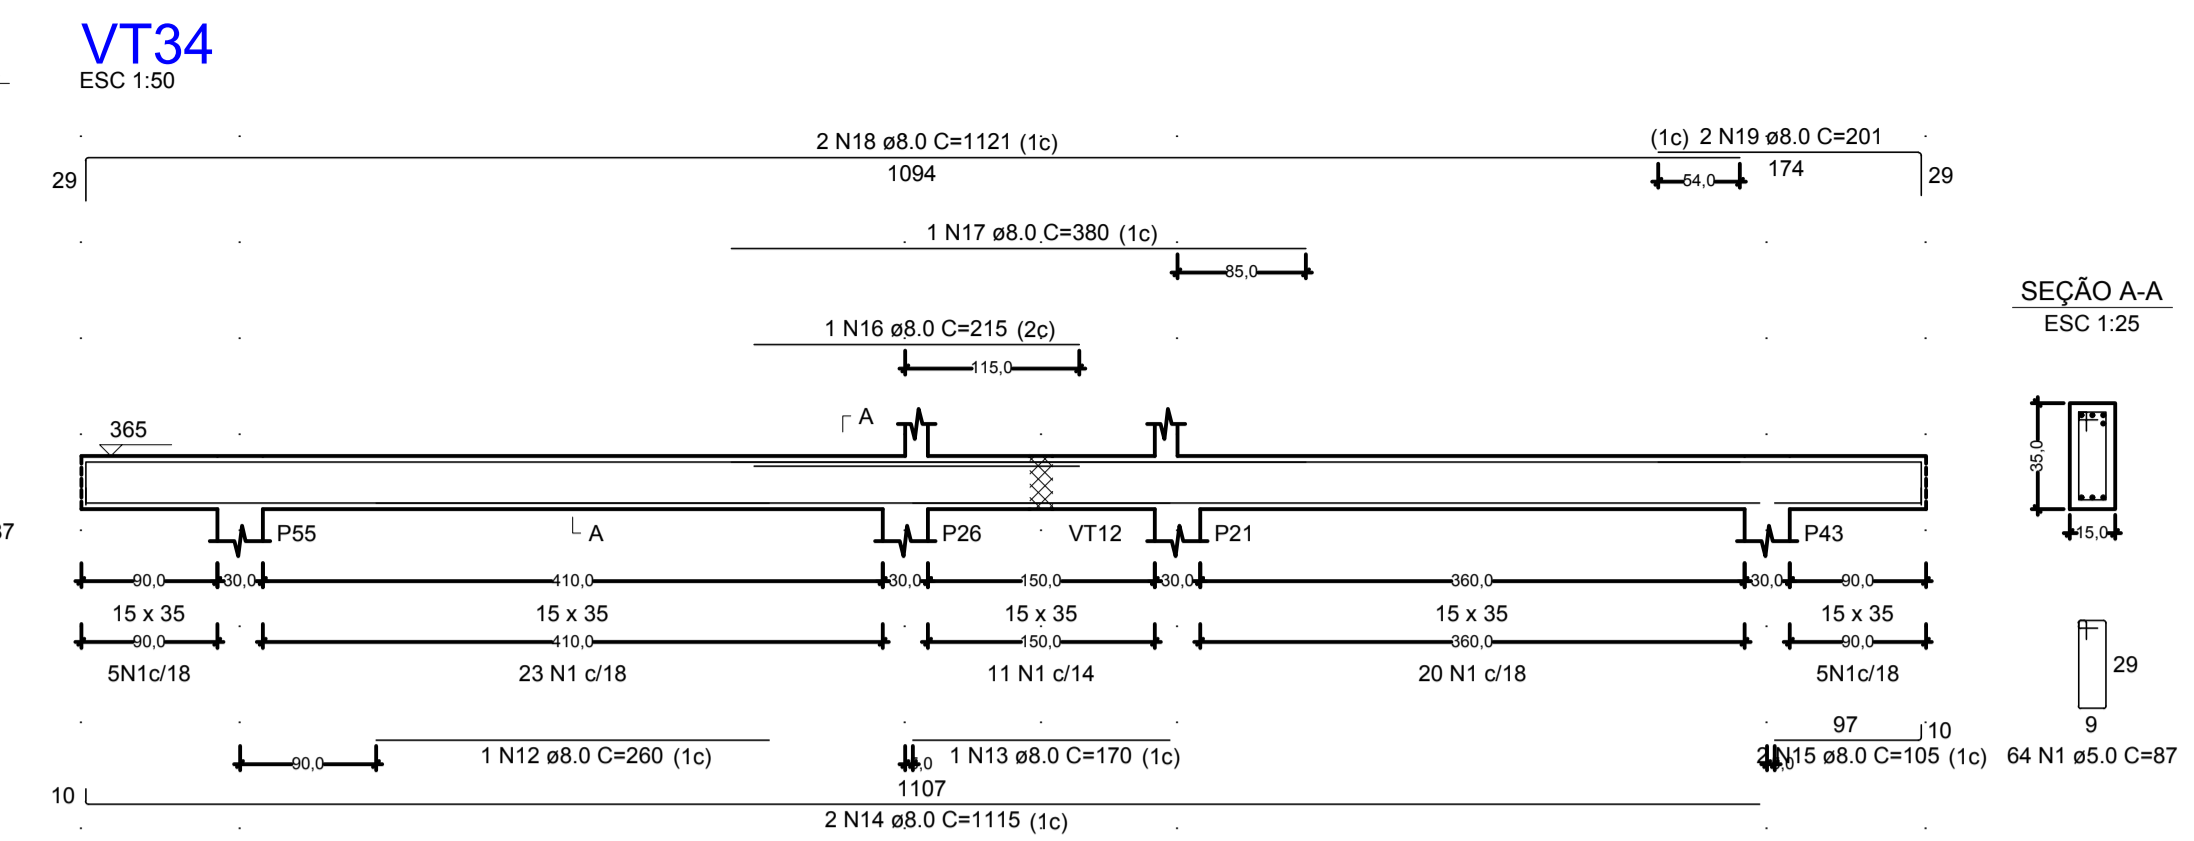 VT34
ESC 1:50
2 N18 ø8.0 C=1121 (1c)
(1c) 2 N19 ø8.0 C=201
29
1094
54,0
174
29
1 N17 ø8.0 C=380 (1c)
85,0
SEÇÃO A-A
ESC 1:25
1 N16 ø8.0 C=215 (2c)
115,0
A
365
35,0
P55
A
P26
VT12
P21
P43
15,0
90,0 30,0 410,0 30,0 150,0 30,0 360,0 30,0 90,0
15 x 35 15 x 35 15 x 35 15 x 35 15 x 35
90,0 410,0 150,0 360,0 90,0
5N1c/18 23 N1 c/18 11 N1 c/14 20 N1 c/18 5N1c/18
29
9
64 N1 ø5.0 C=87
97
10
90,0
1 N12 ø8.0 C=260 (1c)
1 N13 ø8.0 C=170 (1c)
2 N15 ø8.0 C=105 (1c)
10
1107
2 N14 ø8.0 C=1115 (1c)